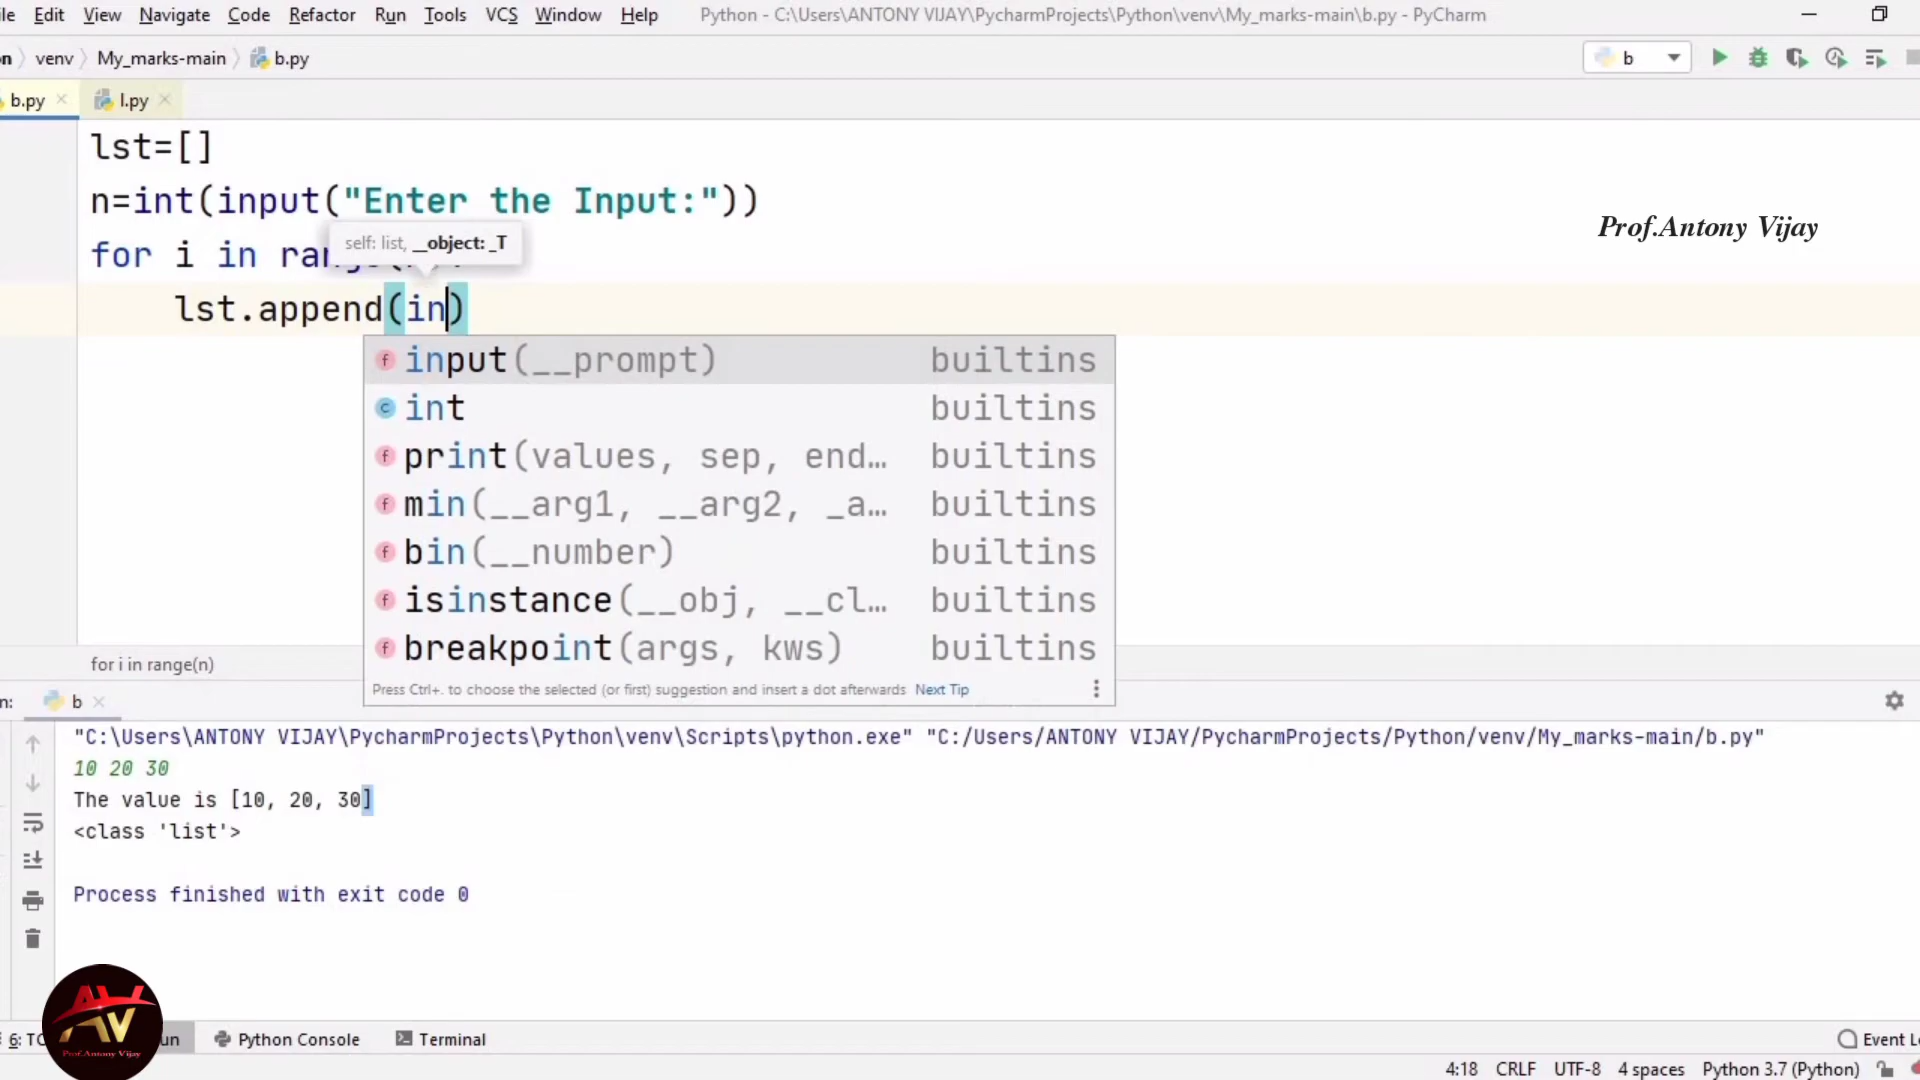 Edit View Navigate Code Refactor Run Tools VCS Window Help Python - C:\Users\ANTONY VIJAY\PycharmProjects\Python\venv\My_marks-main\b.py - PyCharm
venv My_marks-main b.py b
b.py l.py
lst=[]
n=int(input("Enter the Input:"))
Prof.Antony Vijay
self: list, __object: _T
for i in
lst.append(in)
input(__prompt) builtins
int builtins
print(values, sep, end… builtins
min(__arg1, __arg2, _a… builtins
bin(__number) builtins
isinstance(__obj, __cl… builtins
breakpoint(args, kws) builtins
Press Ctrl+. to choose the selected (or first) suggestion and insert a dot afterwards Next Tip
for i in range(n)
b
"C:\Users\ANTONY VIJAY\PycharmProjects\Python\venv\Scripts\python.exe" "C:/Users/ANTONY VIJAY/PycharmProjects/Python/venv/My_marks-main/b.py"
10 20 30
The value is [10, 20, 30]
<class 'list'>
Process finished with exit code 0
AV
Prof.Antony Vijay
6: Python Console Terminal Event
4:18 CRLF UTF-8 4 spaces Python 3.7 (Python)